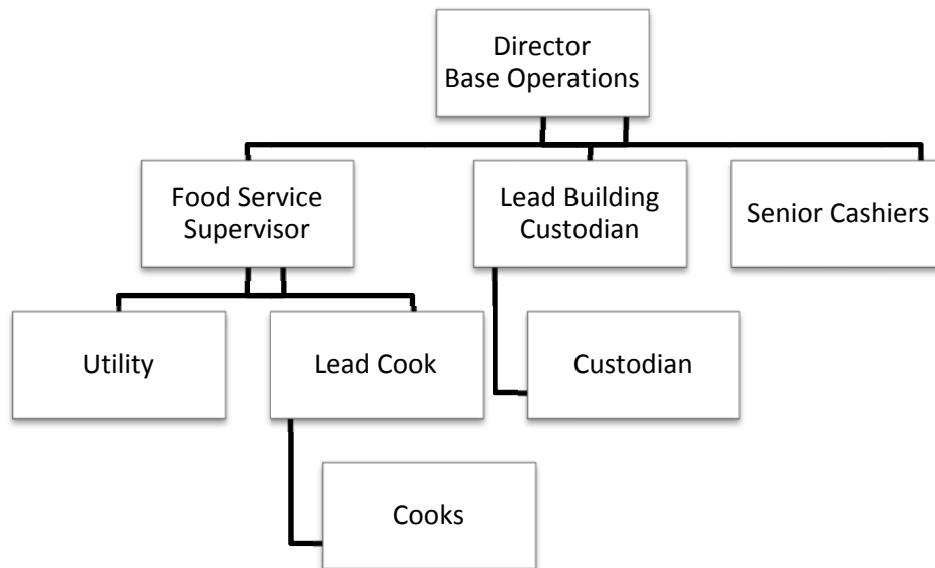 Director
Base Operations
Food Service
Supervisor
Lead Building
Custodian
Senior Cashiers
Utility
Lead Cook
Custodian
Cooks